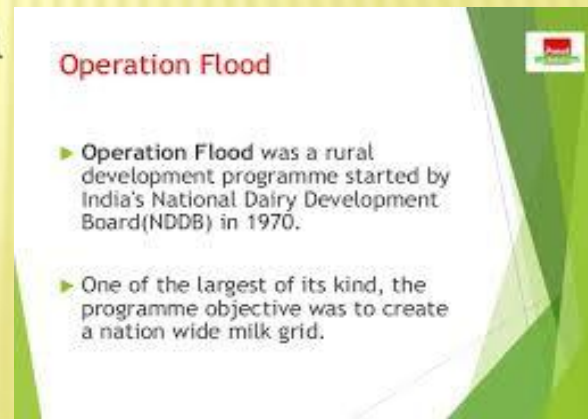 Operation Flood
Operation Flood was a rural
development programme started by
India's National Dairy Development
Board(NDDB) in 1970.
One of the largest of its kind, the
programme objective was to create
a nation wide milk grid.